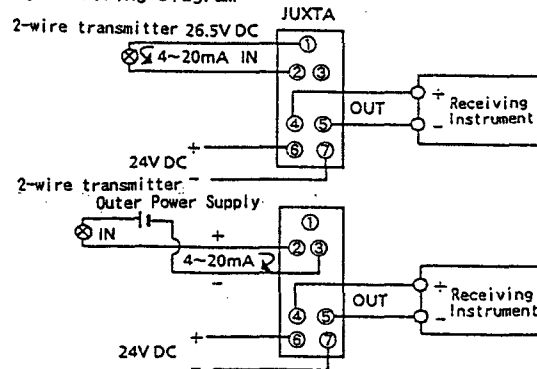 JUXTA
2-wire transmitter 26.5V DC
①
4~20mA IN
② ③
OUT
÷
Receiving
Instrument
−
④ ⑤
+
⑥ ⑦
24V DC
−
2-wire transmitter
Outer Power Supply
①
IN
+
② ③
4~20mA
−
OUT
÷
Receiving
Instrument
−
④ ⑤
+
⑥ ⑦
24V DC
−